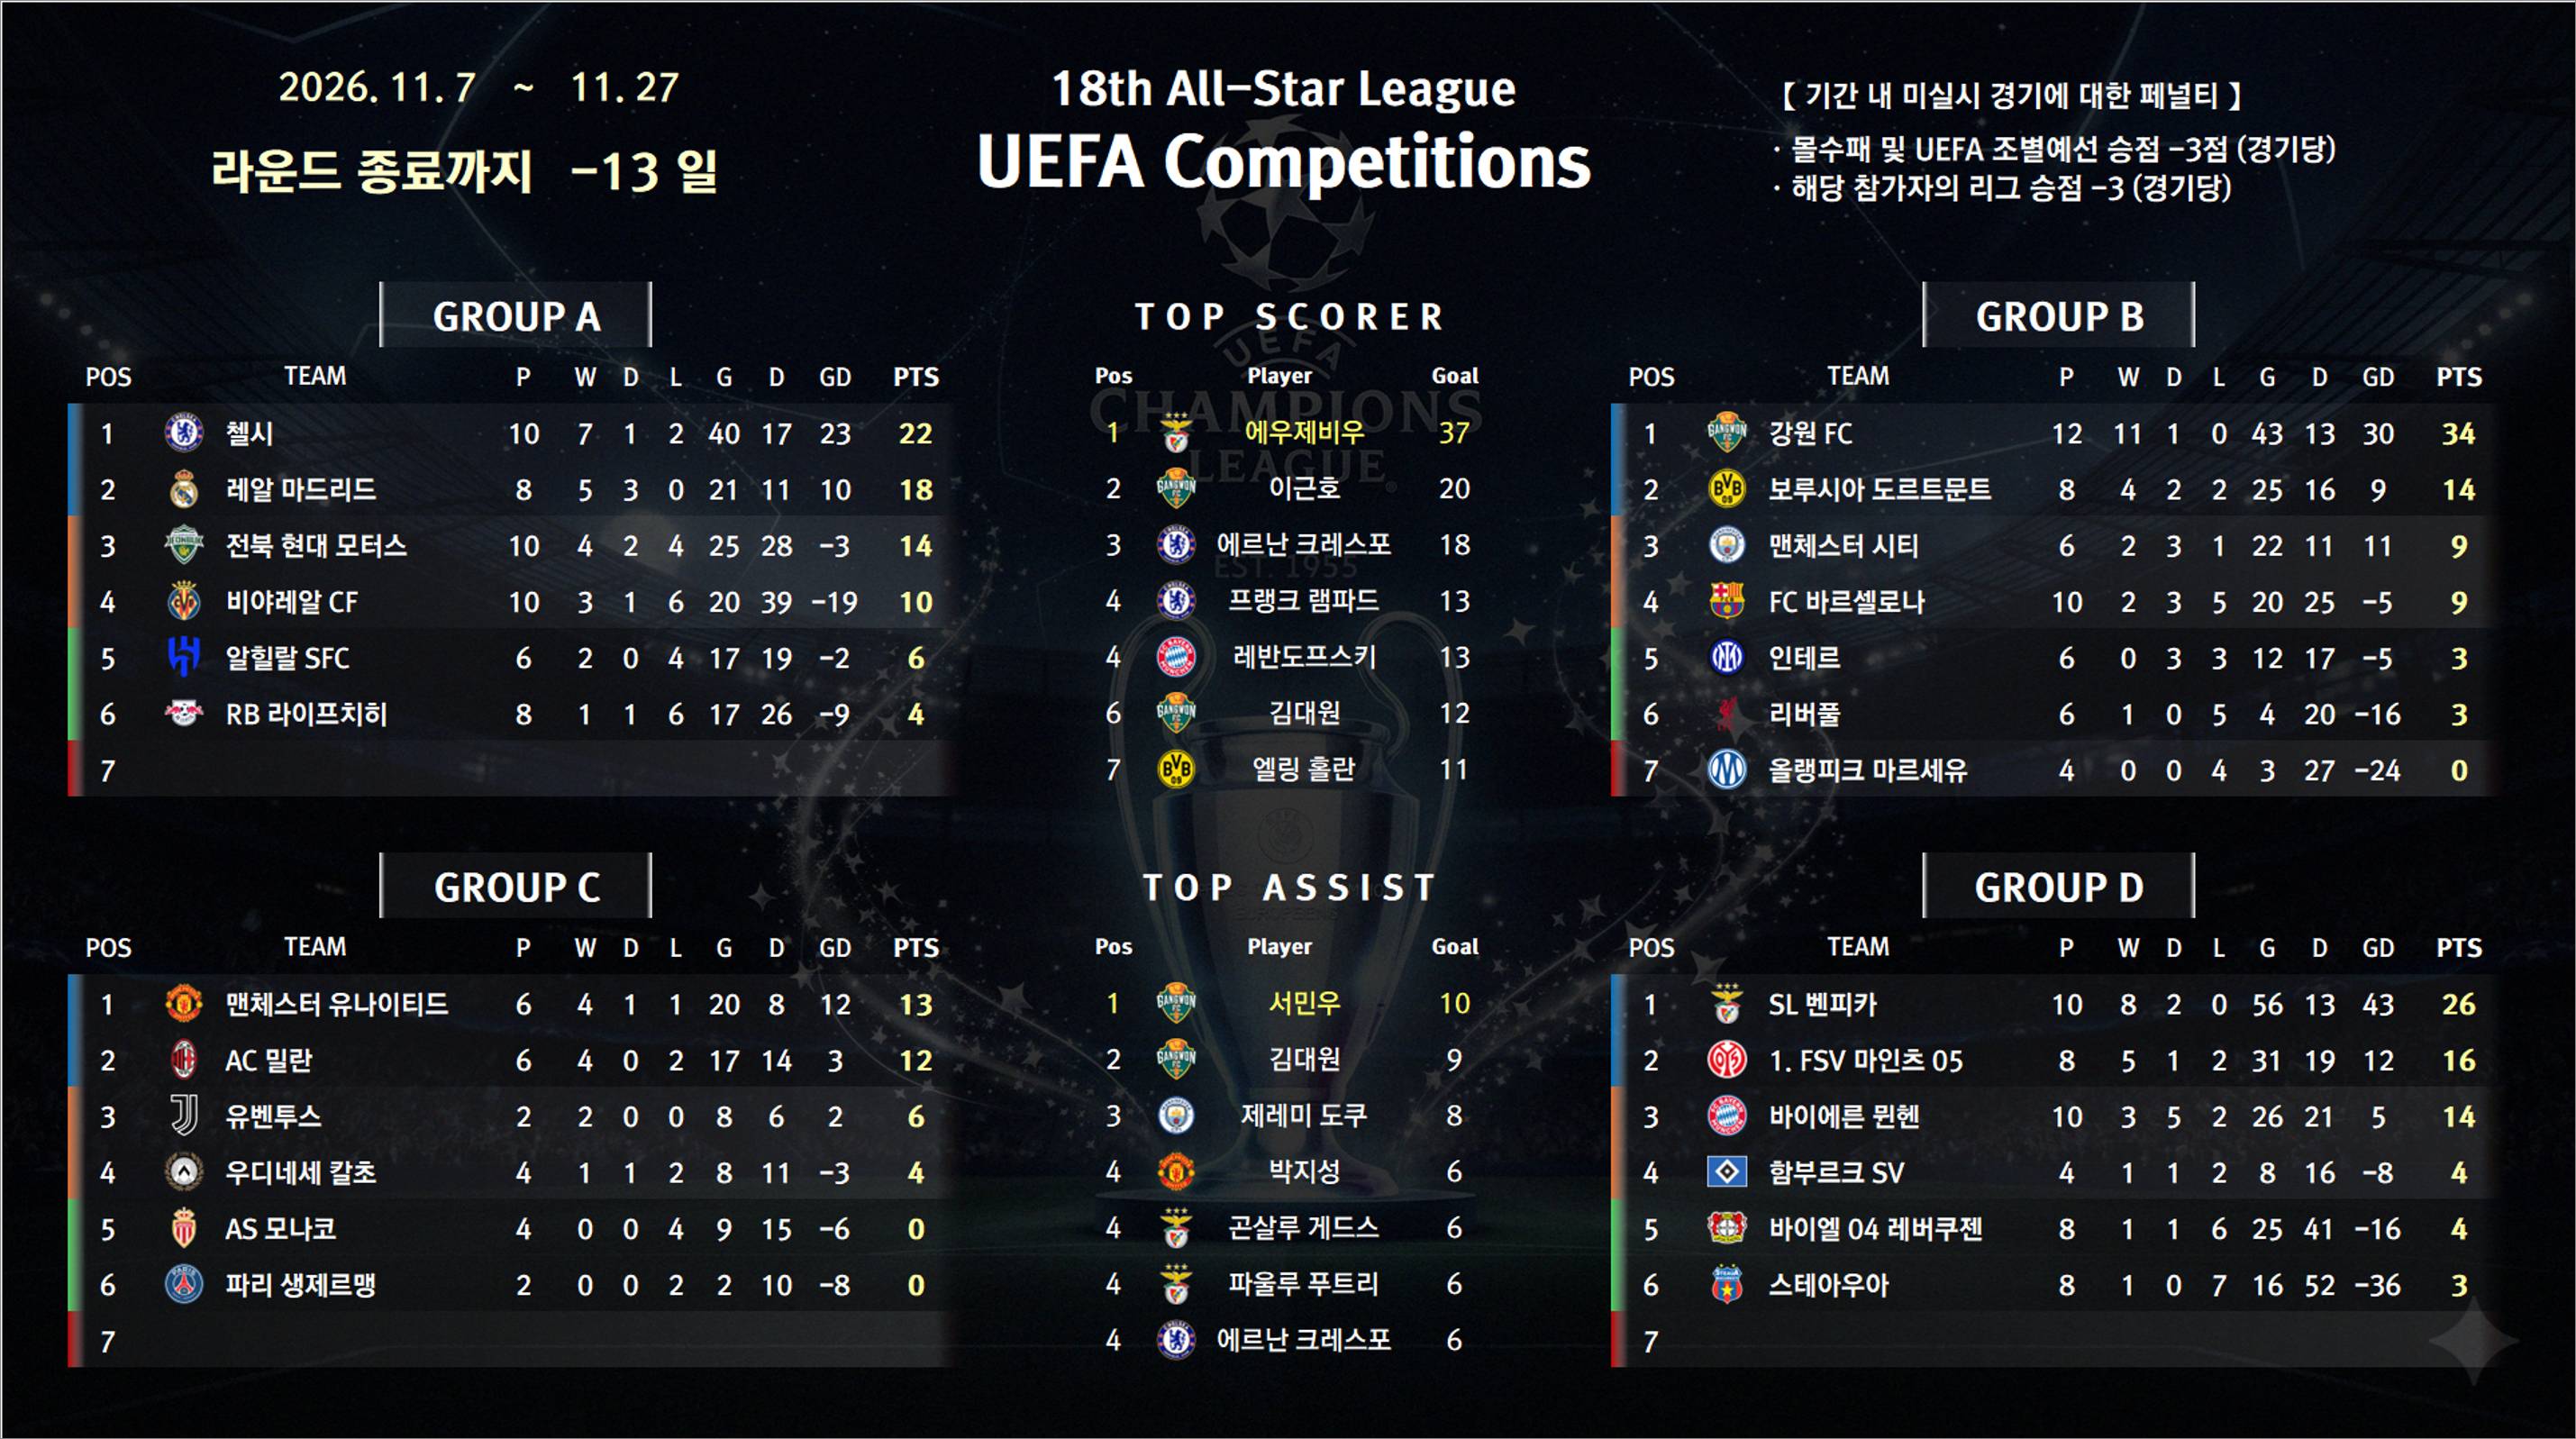 2026. 11. 7 ~ 11. 27
라운드 종료까지 -13 일
18th All-Star League
UEFA Competitions
【 기간 내 미실시 경기에 대한 페널티 】
· 몰수패 및 UEFA 조별예선 승점 -3점 (경기당)
· 해당 참가자의 리그 승점 -3 (경기당)
GROUP A
POS TEAM P W D L G D GD PTS
1 첼시 10 7 1 2 40 17 23 22
2 레알 마드리드 8 5 3 0 21 11 10 18
3 전북 현대 모터스 10 4 2 4 25 28 -3 14
4 비야레알 CF 10 3 1 6 20 39 -19 10
5 알힐랄 SFC 6 2 0 4 17 19 -2 6
6 RB 라이프치히 8 1 1 6 17 26 -9 4
7
TOP SCORER
Pos Player Goal
1 에우제비우 37
2 이근호 20
3 에르난 크레스포 18
4 프랭크 램파드 13
4 레반도프스키 13
6 김대원 12
7 엘링 홀란 11
UEFA
CHAMPIONS
LEAGUE
EST. 1955
GROUP B
POS TEAM P W D L G D GD PTS
1 강원 FC 12 11 1 0 43 13 30 34
2 보루시아 도르트문트 8 4 2 2 25 16 9 14
3 맨체스터 시티 6 2 3 1 22 11 11 9
4 FC 바르셀로나 10 2 3 5 20 25 -5 9
5 인테르 6 0 3 3 12 17 -5 3
6 리버풀 6 1 0 5 4 20 -16 3
7 올랭피크 마르세유 4 0 0 4 3 27 -24 0
GROUP C
POS TEAM P W D L G D GD PTS
1 맨체스터 유나이티드 6 4 1 1 20 8 12 13
2 AC 밀란 6 4 0 2 17 14 3 12
3 유벤투스 2 2 0 0 8 6 2 6
4 우디네세 칼초 4 1 1 2 8 11 -3 4
5 AS 모나코 4 0 0 4 9 15 -6 0
6 파리 생제르맹 2 0 0 2 2 10 -8 0
7
TOP ASSIST
Pos Player Goal
1 서민우 10
2 김대원 9
3 제레미 도쿠 8
4 박지성 6
4 곤살루 게드스 6
4 파울루 푸트리 6
4 에르난 크레스포 6
GROUP D
POS TEAM P W D L G D GD PTS
1 SL 벤피카 10 8 2 0 56 13 43 26
2 1. FSV 마인츠 05 8 5 1 2 31 19 12 16
3 바이에른 뮌헨 10 3 5 2 26 21 5 14
4 함부르크 SV 4 1 1 2 8 16 -8 4
5 바이엘 04 레버쿠젠 8 1 1 6 25 41 -16 4
6 스테아우아 8 1 0 7 16 52 -36 3
7